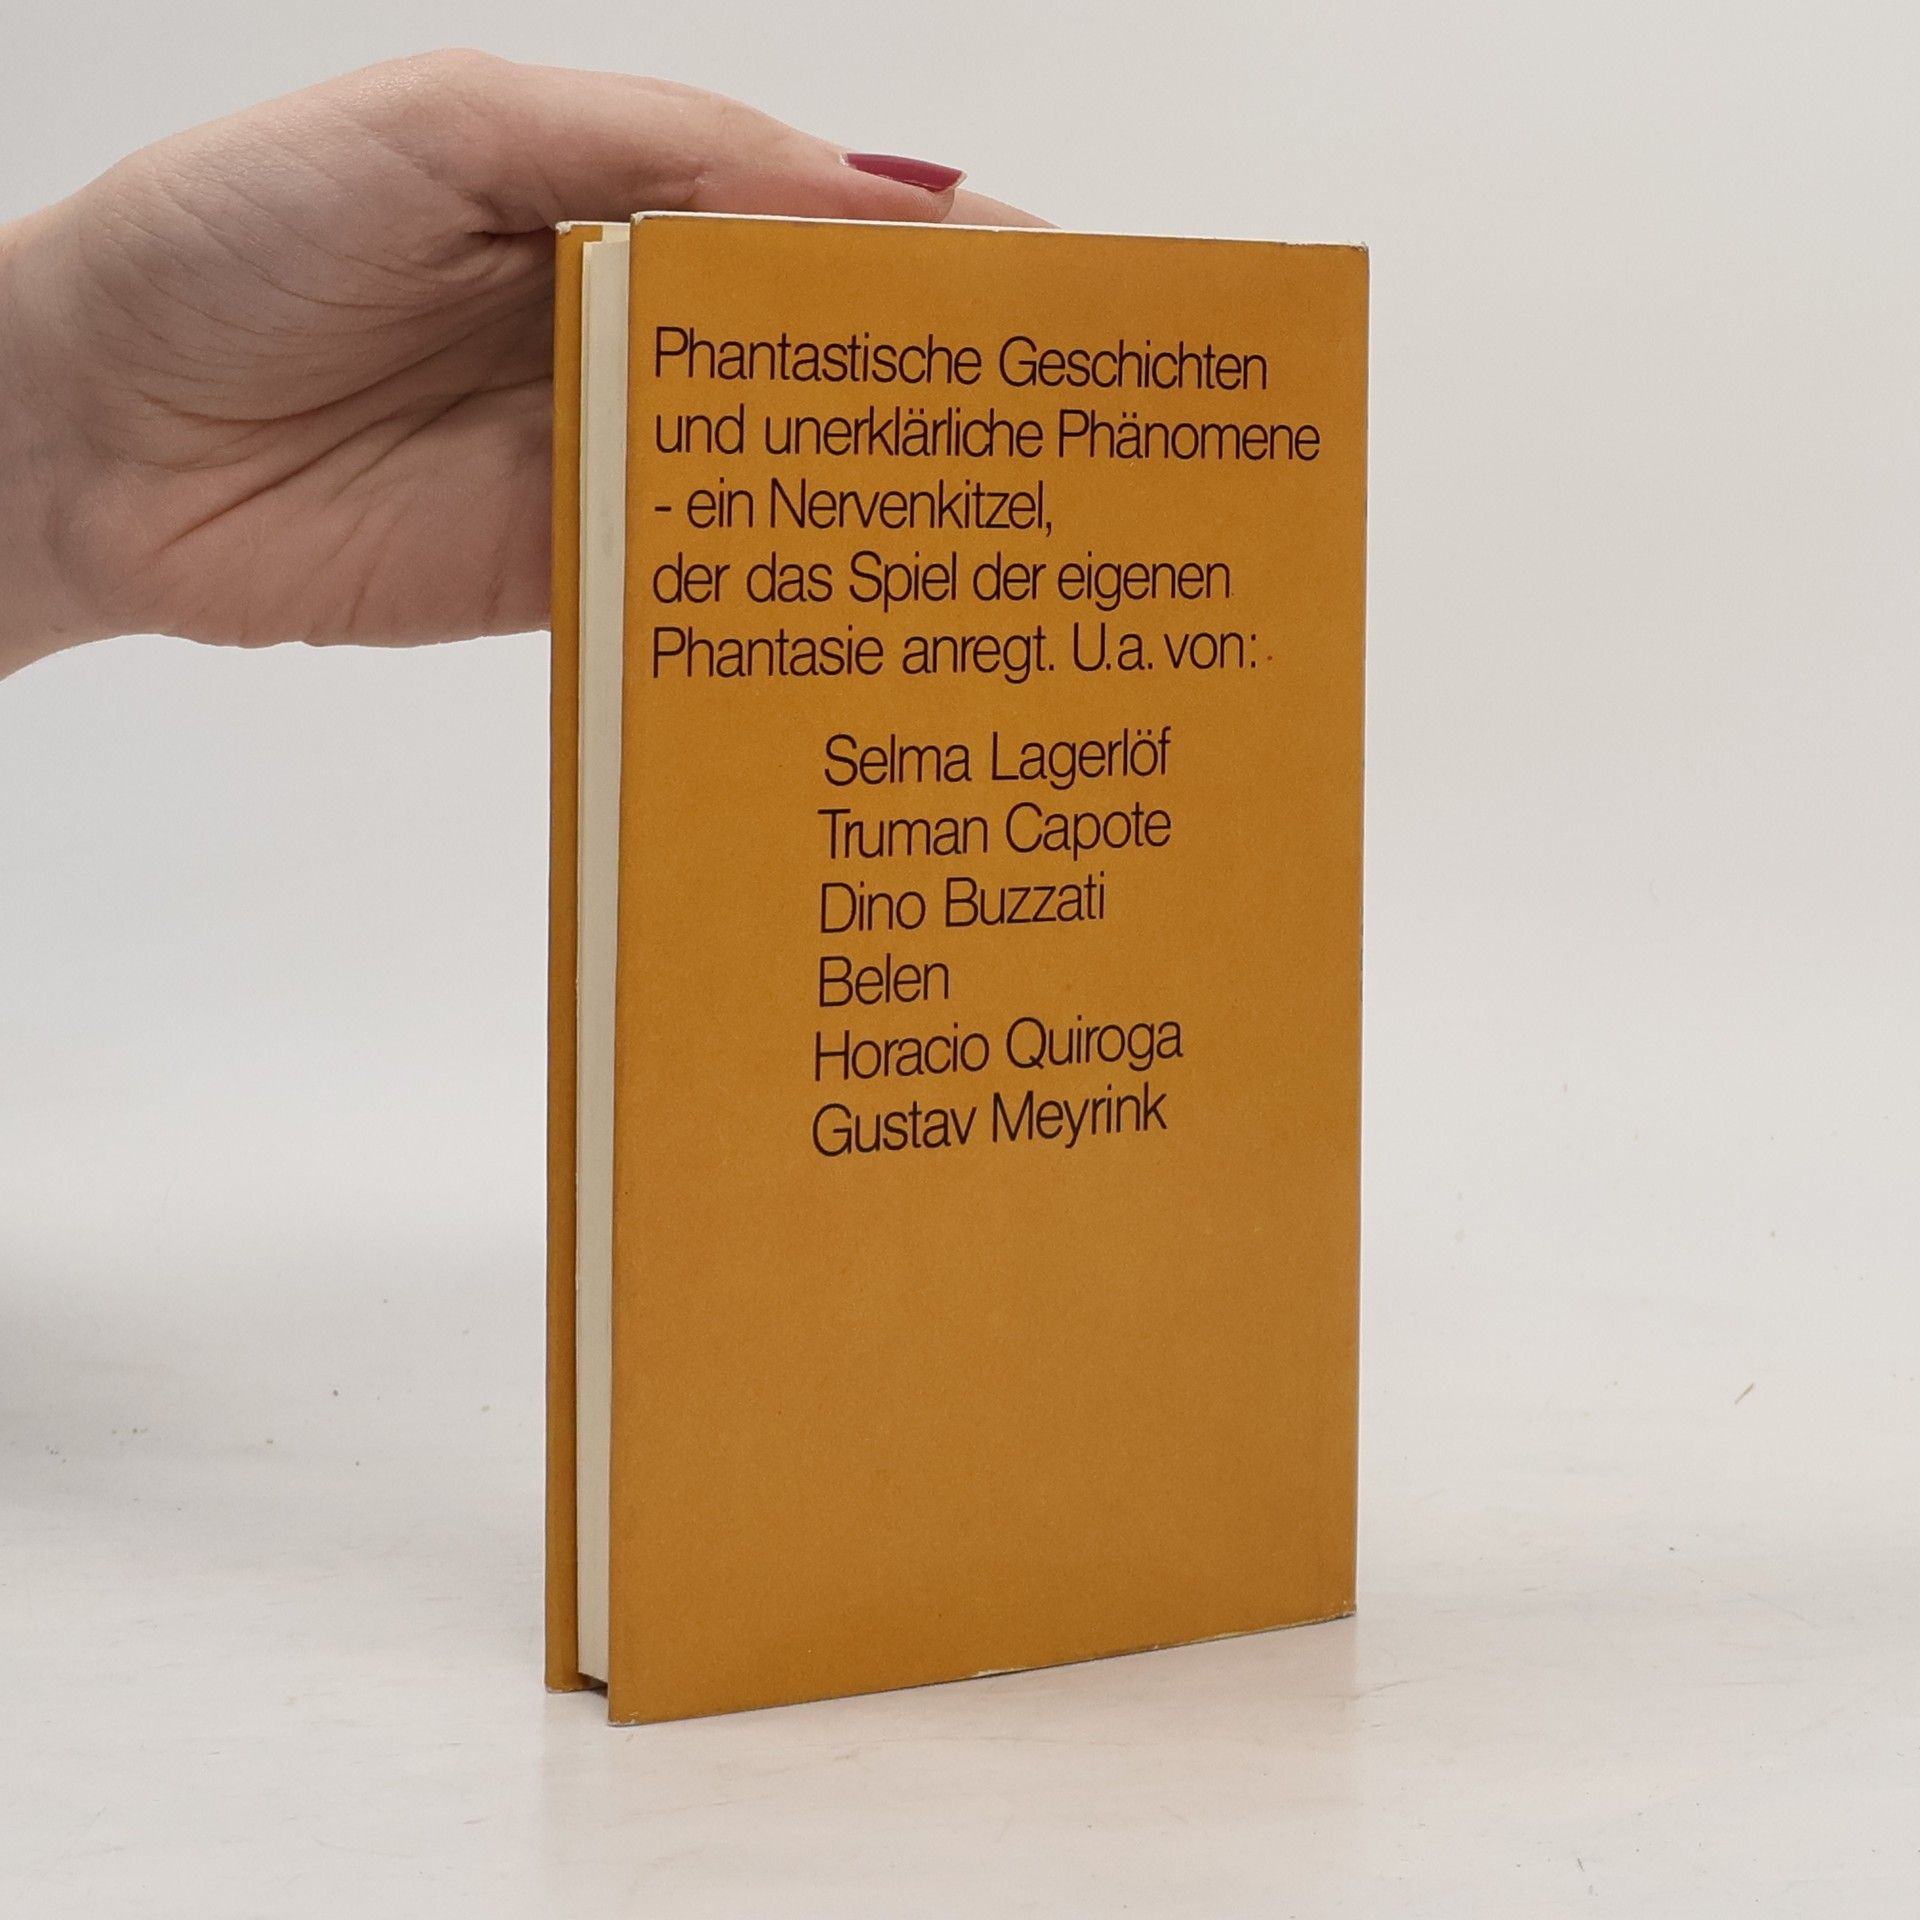 Phantastische Geschichten
und unerklärliche Phänomene
- ein Nervenkitzel,
der das Spiel der eigenen
Phantasie anregt. U.a. von:
Selma Lagerlöf
Truman Capote
Dino Buzzati
Belen
Horacio Quiroga
Gustav Meyrink